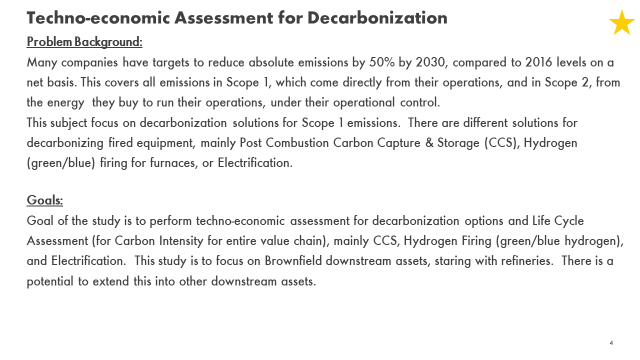 Techno-economic Assessment for Decarbonization
Problem Background:
Many companies have targets to reduce absolute emissions by 50% by 2030, compared to 2016 levels on a
net basis. This covers all emissions in Scope 1, which come directly from their operations, and in Scope 2, from
the energy they buy to run their operations, under their operational control.
This subject focus on decarbonization solutions for Scope 1 emissions. There are different solutions for
decarbonizing fired equipment, mainly Post Combustion Carbon Capture & Storage (CCS), Hydrogen
(green/blue) firing for furnaces, or Electrification.
Goals:
Goal of the study is to perform techno-economic assessment for decarbonization options and Life Cycle
Assessment (for Carbon Intensity for entire value chain), mainly CCS, Hydrogen Firing (green/blue hydrogen),
and Electrification. This study is to focus on Brownfield downstream assets, staring with refineries. There is a
potential to extend this into other downstream assets.
4